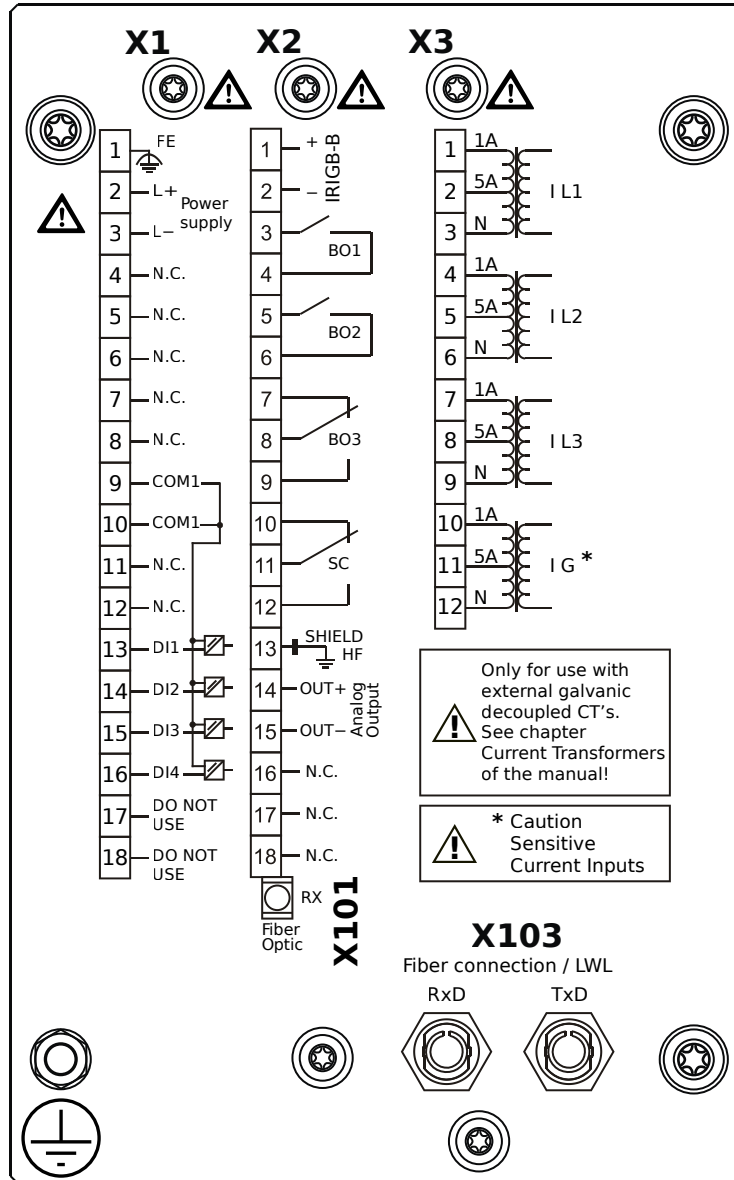 X1
X2
X3
1
FE
2
L+
Power
supply
3
L−
4
N.C.
5
N.C.
6
N.C.
7
N.C.
8
N.C.
9
COM1
10
COM1
11
N.C.
12
N.C.
13
DI1
14
DI2
15
DI3
16
DI4
17
DO NOT
USE
18
DO NOT
USE
1
+
2
−
IRIGB-B
3
BO1
4
5
BO2
6
7
8
BO3
9
10
11
SC
12
13
SHIELD
HF
14
OUT+
15
OUT−
Analog
Output
16
N.C.
17
N.C.
18
N.C.
RX
Fiber
Optic
X101
1
1A
2
5A
I L1
3
N
4
1A
5
5A
I L2
6
N
7
1A
8
5A
I L3
9
N
10
1A
11
5A
I G *
12
N
Only for use with
external galvanic
decoupled CT’s.
See chapter
Current Transformers
of the manual!
* Caution
Sensitive
Current Inputs
X103
Fiber connection / LWL
RxD
TxD